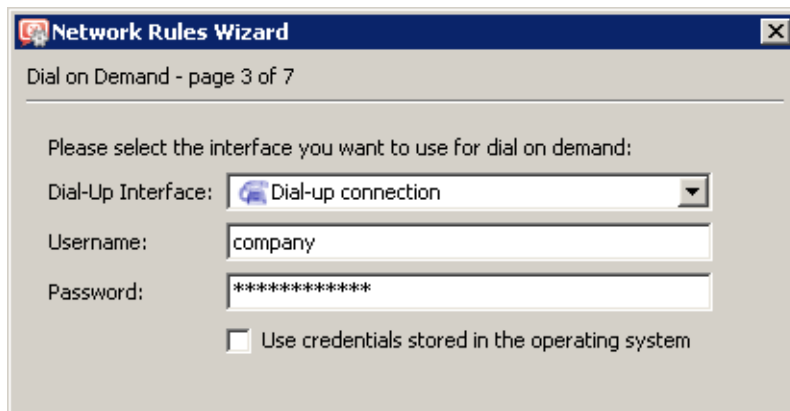 Network Rules Wizard
Dial on Demand - page 3 of 7
Please select the interface you want to use for dial on demand:
Dial-Up Interface: Dial-up connection
Username: company
Password: ************
Use credentials stored in the operating system